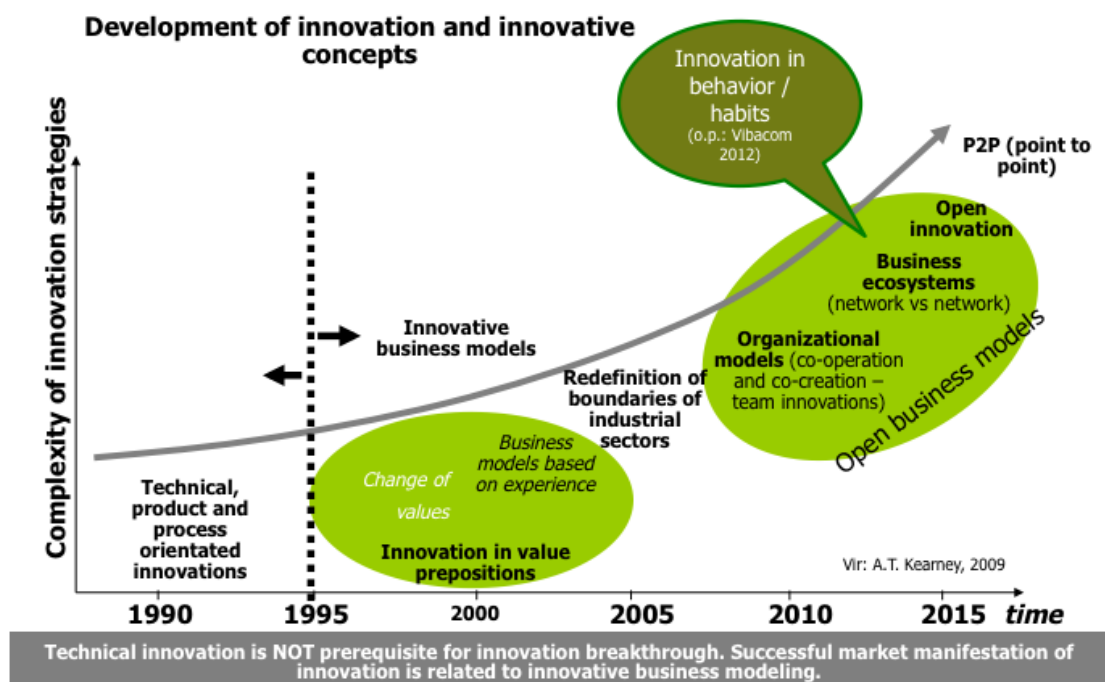 Development of innovation and innovative
concepts
Innovation in
behavior /
habits
(o.p.: Vibacom
2012)
P2P (point to
point)
Complexity of innovation strategies
Open
innovation
Business
ecosystems
(network vs network)
Innovative
business models
Organizational
models (co-operation
and co-creation –
team innovations)
Open business models
Redefinition of
boundaries of
industrial
sectors
Business
models based
on experience
Change of
values
Innovation in value
prepositions
Technical,
product and
process
orientated
innovations
Vir: A.T. Kearney, 2009
1990 1995 2000 2005 2010 2015 time
Technical innovation is NOT prerequisite for innovation breakthrough. Successful market manifestation of
innovation is related to innovative business modeling.